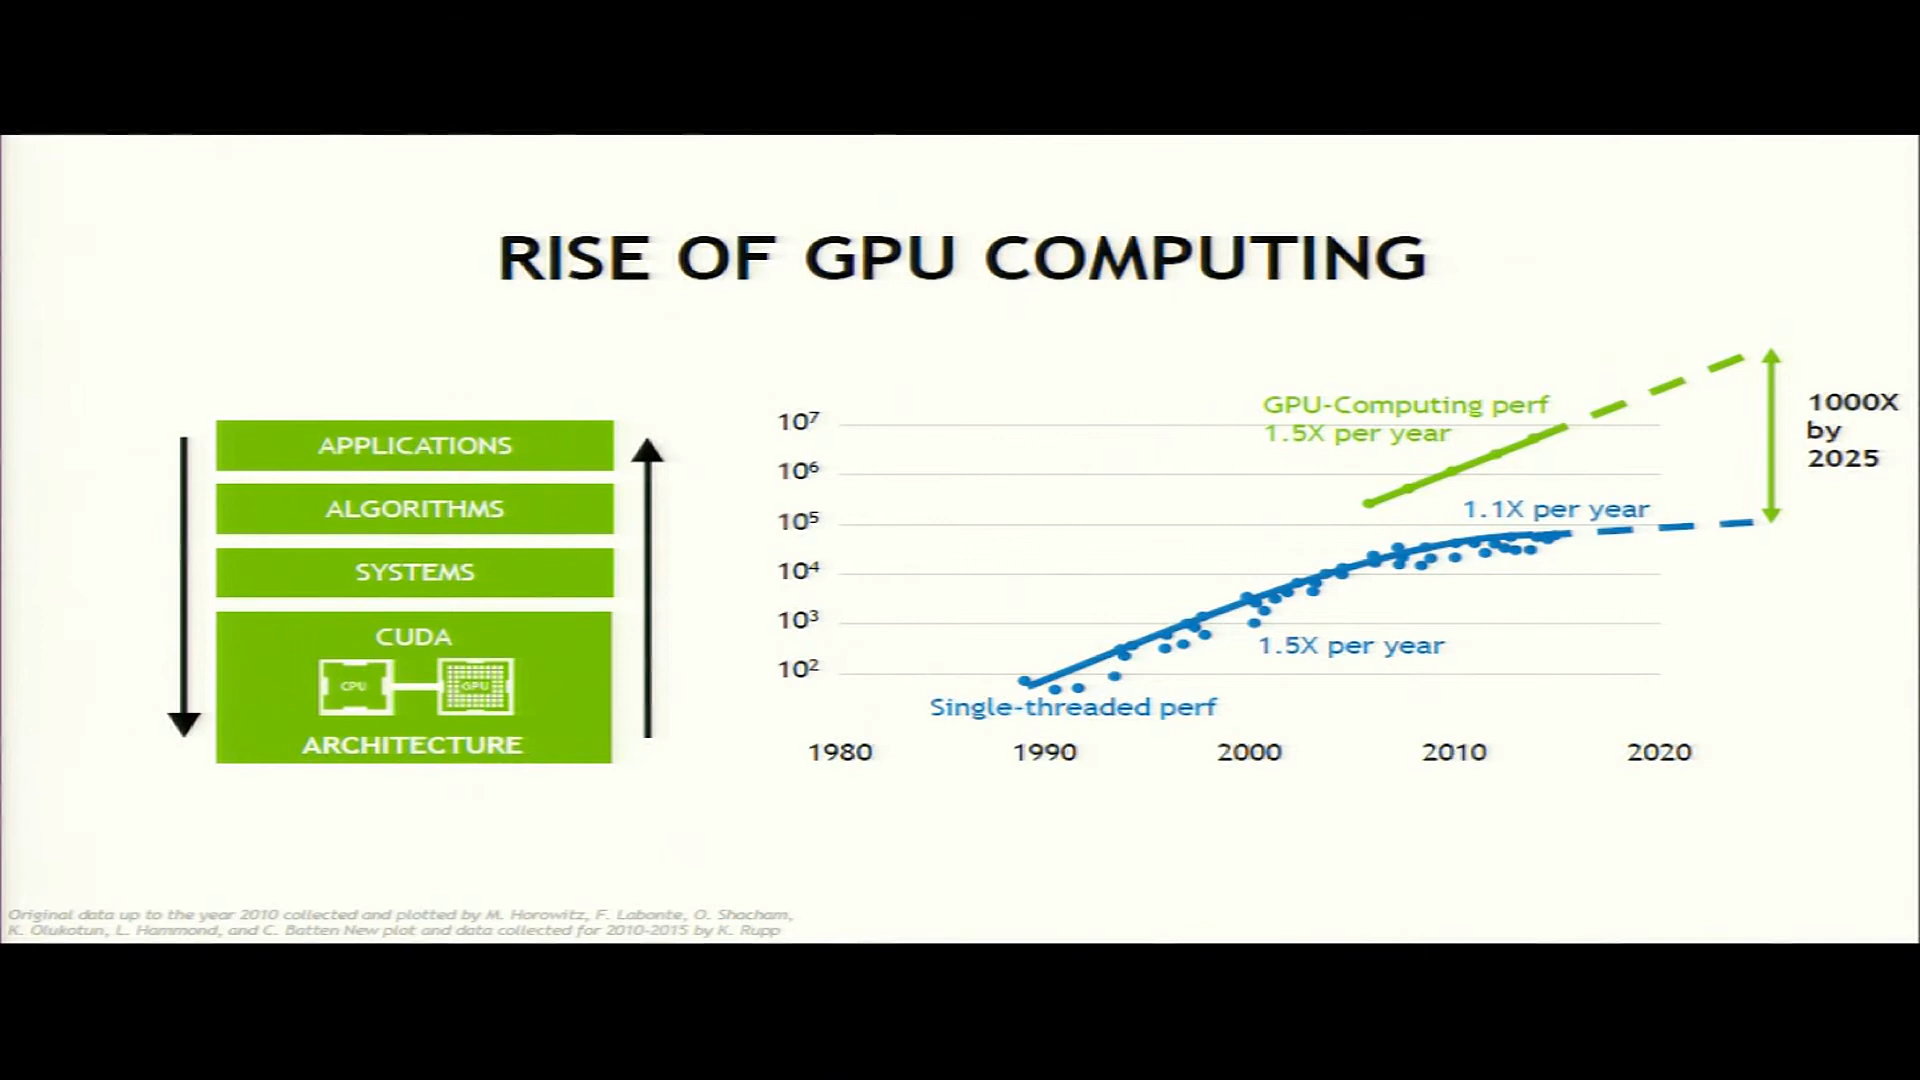 RISE OF GPU COMPUTING
APPLICATIONS
ALGORITHMS
SYSTEMS
CUDA
CPU
GPU
ARCHITECTURE
10⁷
10⁶
10⁵
10⁴
10³
10²
GPU-Computing perf
1.5X per year
1.1X per year
1.5X per year
Single-threaded perf
1000X
by
2025
1980
1990
2000
2010
2020
Original data up to the year 2010 collected and plotted by M. Horowitz, F. Labonte, O. Shacham,
K. Olukotun, L. Hammond, and C. Batten New plot and data collected for 2010-2015 by K. Rupp